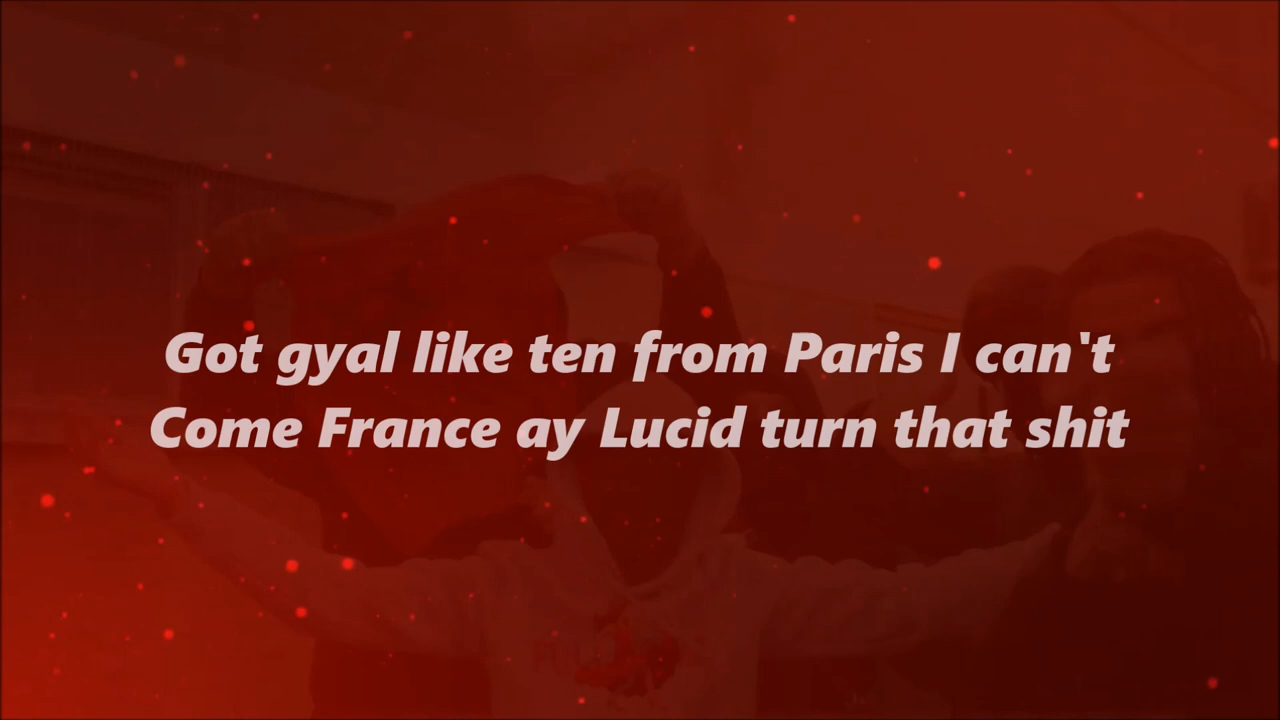 Got gyal like ten from Paris I can't
Come France ay Lucid turn that shit